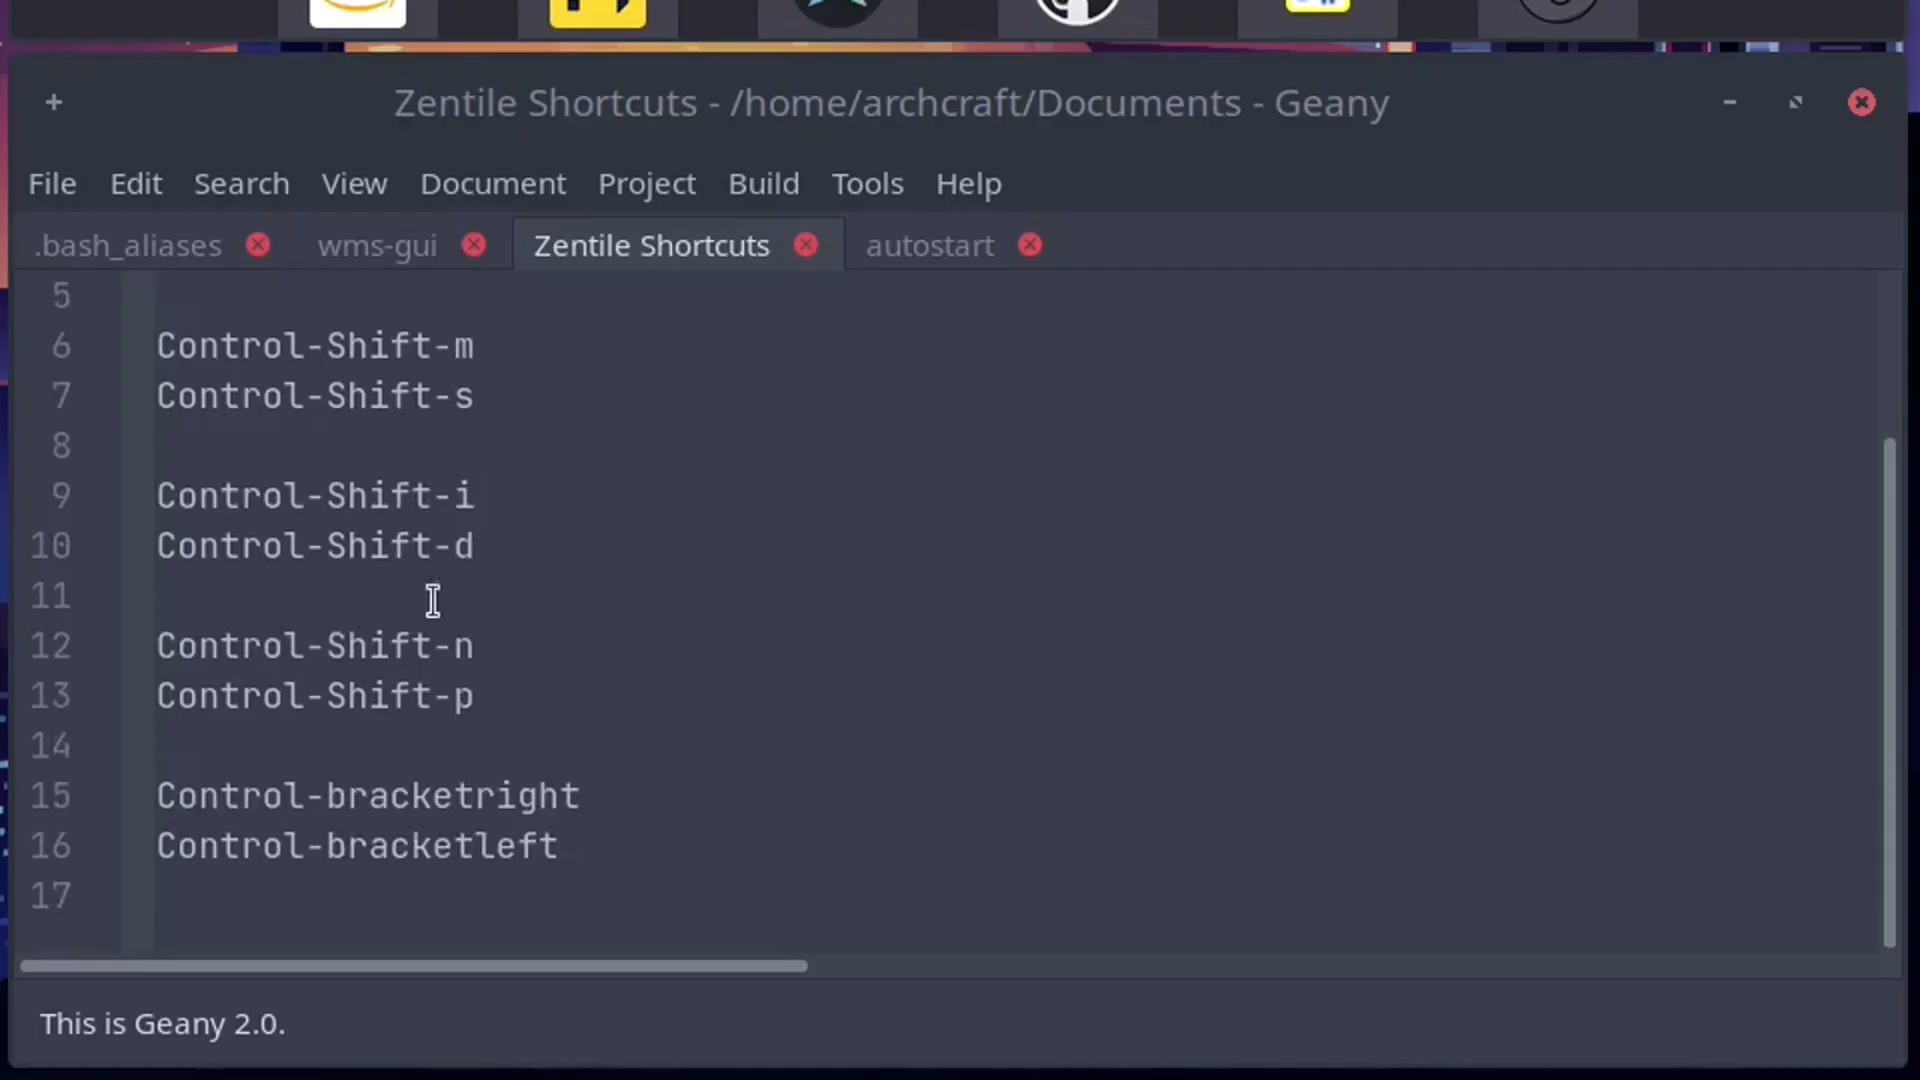 Zentile Shortcuts - /home/archcraft/Documents - Geany
File Edit Search View Document Project Build Tools Help
.bash_aliases wms-gui Zentile Shortcuts autostart
5
6 Control-Shift-m
7 Control-Shift-s
8
9 Control-Shift-i
10 Control-Shift-d
11
12 Control-Shift-n
13 Control-Shift-p
14
15 Control-bracketright
16 Control-bracketleft
17
This is Geany 2.0.